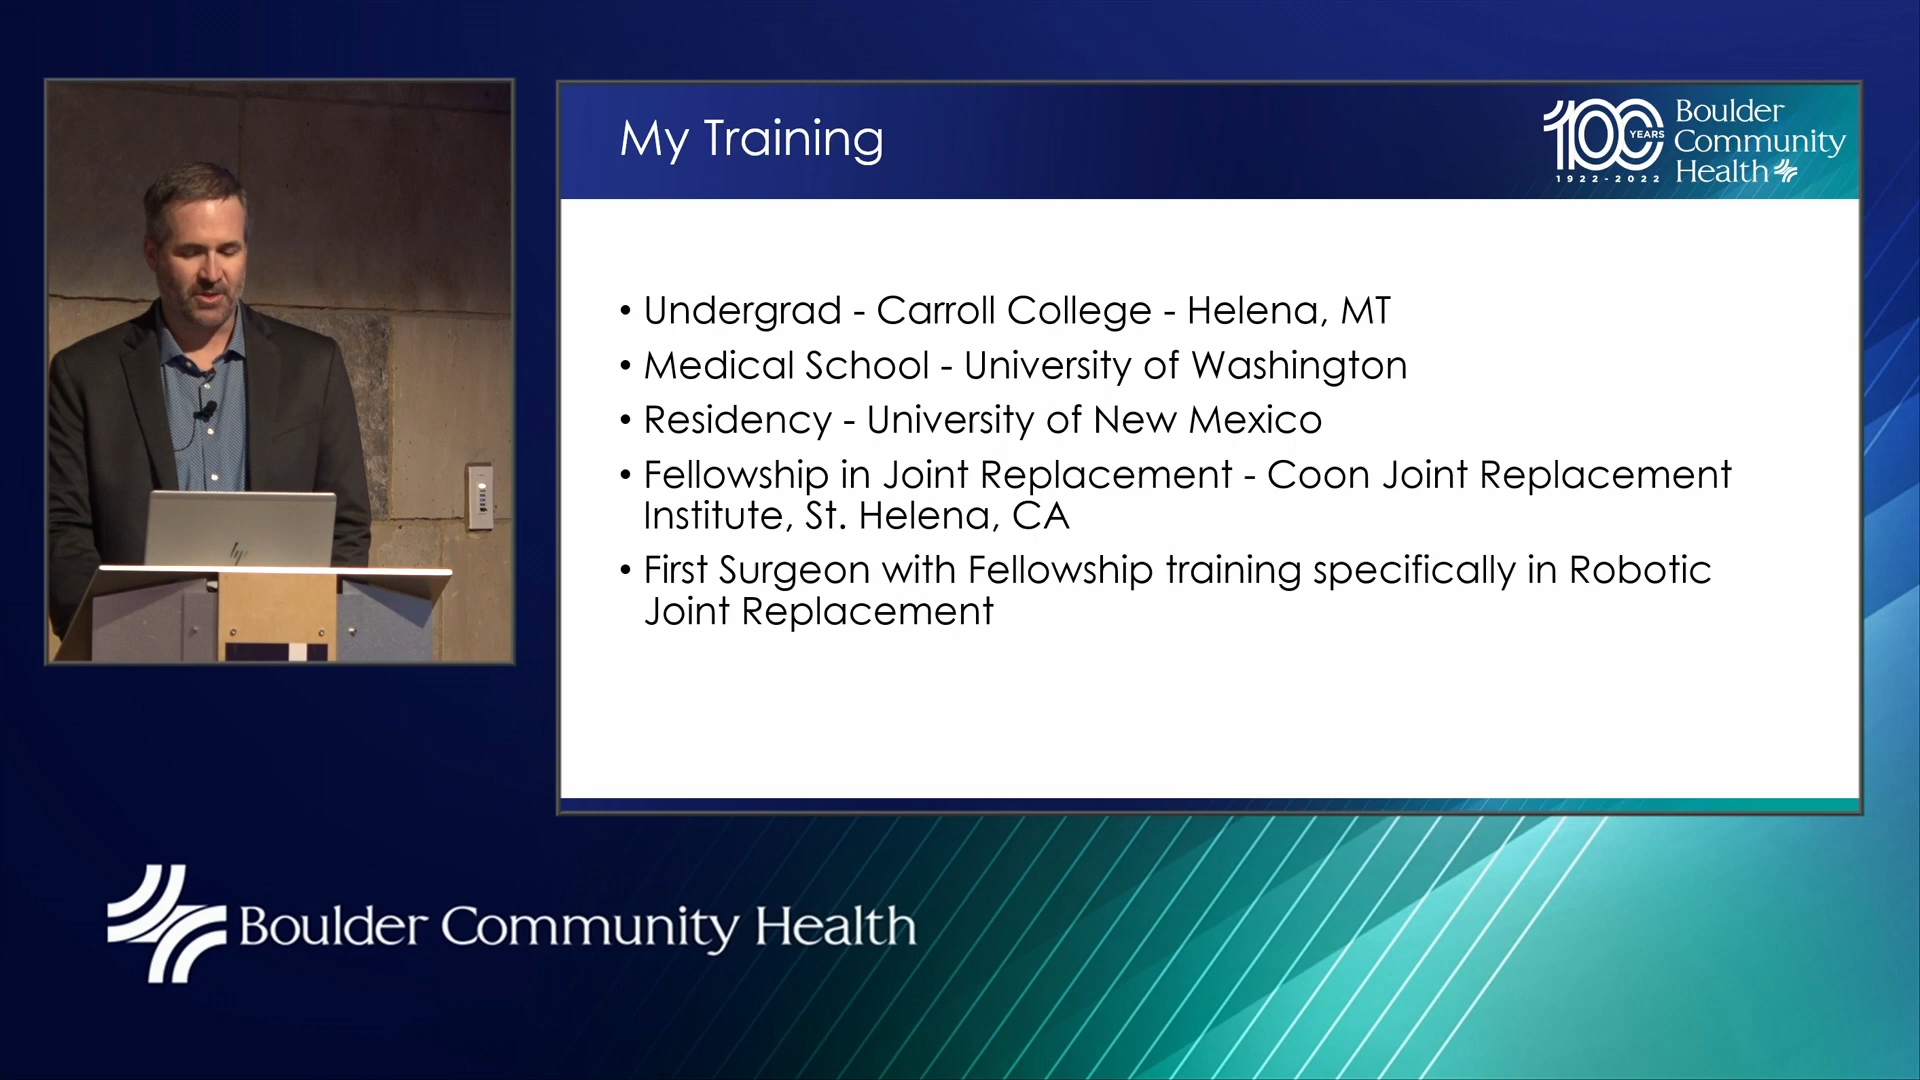 My Training
100 YEARS
1922-2022
Boulder
Community
Health
• Undergrad - Carroll College - Helena, MT
• Medical School - University of Washington
• Residency - University of New Mexico
• Fellowship in Joint Replacement - Coon Joint Replacement
Institute, St. Helena, CA
• First Surgeon with Fellowship training specifically in Robotic
Joint Replacement
hp
Boulder Community Health